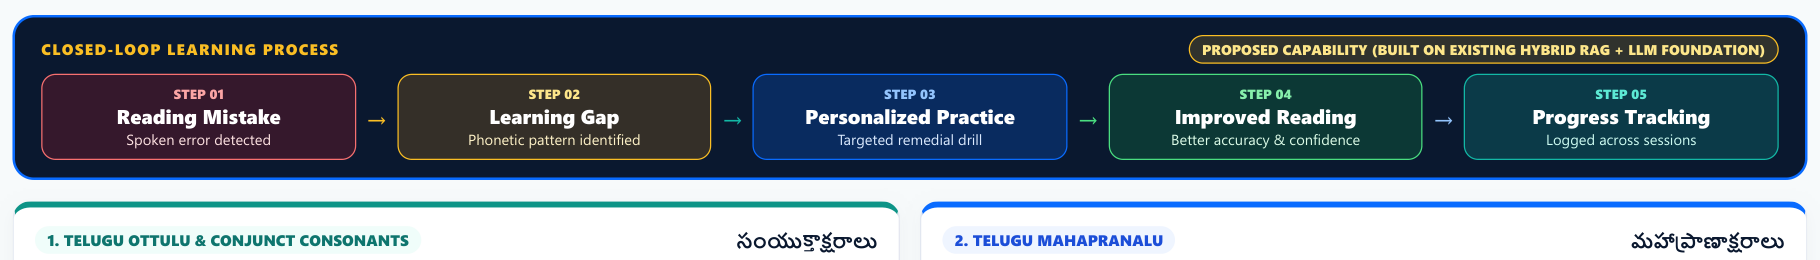 CLOSED-LOOP LEARNING PROCESS
PROPOSED CAPABILITY (BUILT ON EXISTING HYBRID RAG + LLM FOUNDATION)
STEP 01
Reading Mistake
Spoken error detected
→
STEP 02
Learning Gap
Phonetic pattern identified
→
STEP 03
Personalized Practice
Targeted remedial drill
→
STEP 04
Improved Reading
Better accuracy & confidence
→
STEP 05
Progress Tracking
Logged across sessions
1. TELUGU OTTULU & CONJUNCT CONSONANTS
సంయుక్తాక్షరాలు
2. TELUGU MAHAPRANALU
మహాప్రాణాక్షరాలు